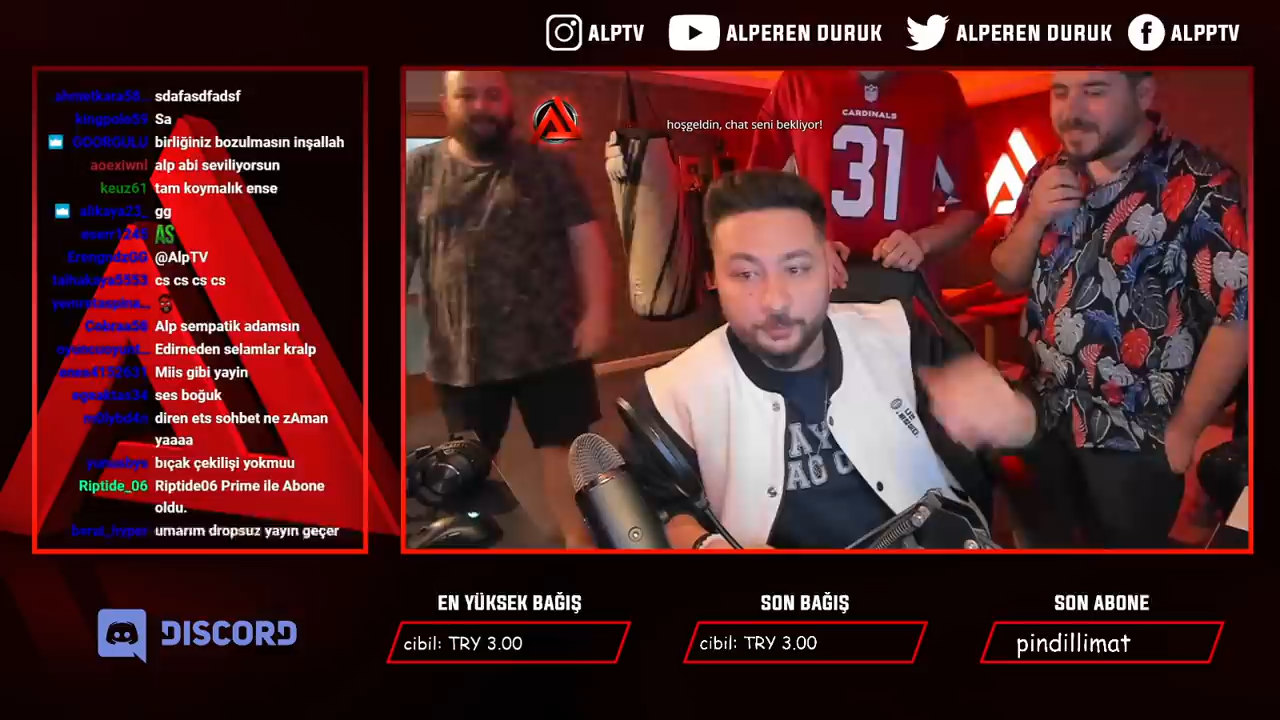 ALPTV
ALPEREN DURUK
ALPEREN DURUK
ALPPTV
sdafasdfadsf
kingpolo59 Sa
GOORGULU birliğiniz bozulmasın inşallah
aoexiwnl alp abi seviliyorsun
keuz61 tam koymalık ense
alikaya23_ gg
AS
@AlpTV
cs cs cs cs
Alp sempatik adamsın
Edirneden selamlar kralp
Miis gibi yayin
ses boğuk
diren ets sohbet ne zAman
yaaaa
bıçak çekilişi yokmuu
Riptide_06 Riptide06 Prime ile Abone
oldu.
umarım dropsuz yayın geçer
hoşgeldin, chat seni bekliyor!
CARDINALS
31
DISCORD
EN YÜKSEK BAĞIŞ
cibil: TRY 3.00
SON BAĞIŞ
cibil: TRY 3.00
SON ABONE
pindillimat